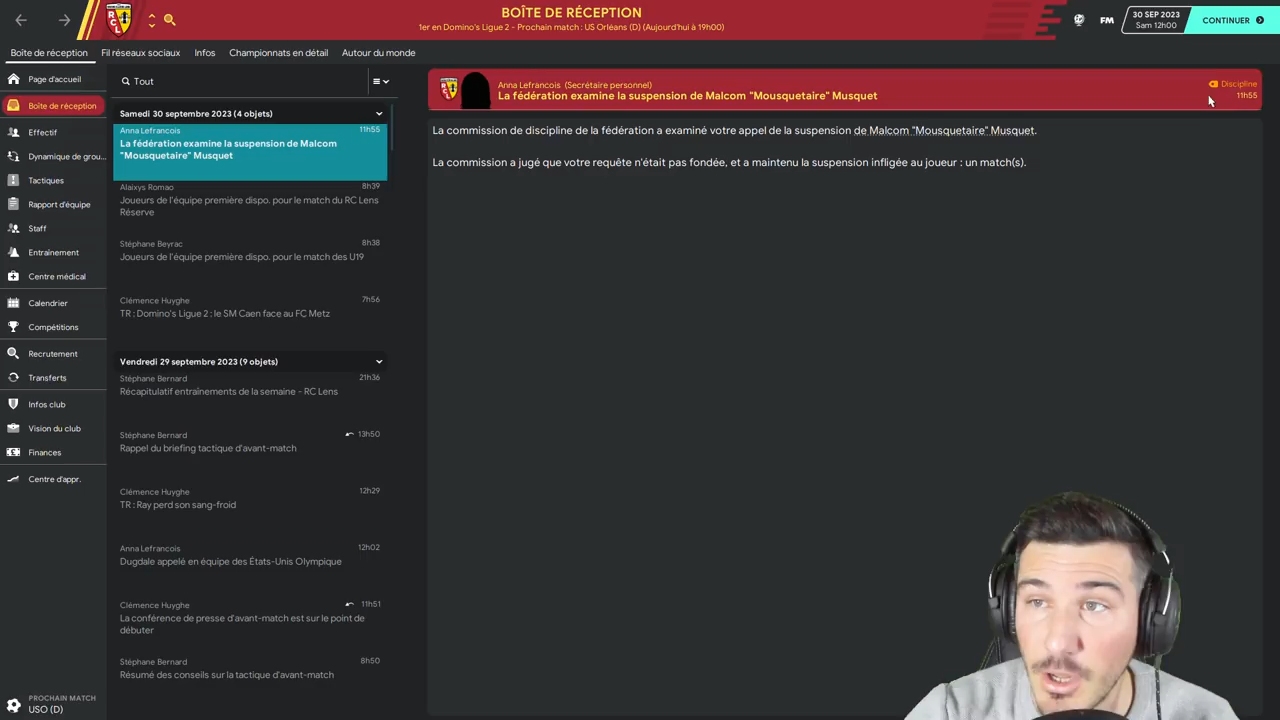 BOÎTE DE RÉCEPTION
1er en Domino's Ligue 2 - Prochain match : US Orléans (D) (Aujourd'hui à 19h00)
FM
30 SEP 2023
Sam 12h00
CONTINUER
Boîte de réception
Fil réseaux sociaux
Infos
Championnats en détail
Autour du monde
Page d'accueil
Boîte de réception
Effectif
Dynamique de grou...
Tactiques
Rapport d'équipe
Staff
Entraînement
Centre médical
Calendrier
Compétitions
Recrutement
Transferts
Infos club
Vision du club
Finances
Centre d'appr.
PROCHAIN MATCH
USO (D)
Tout
Samedi 30 septembre 2023 (4 objets)
Anna Lefrancois 11h55
La fédération examine la suspension de Malcom
"Mousquetaire" Musquet
Alaixys Romao 8h39
Joueurs de l'équipe première dispo. pour le match du RC Lens
Réserve
Stéphane Beyrac 8h38
Joueurs de l'équipe première dispo. pour le match des U19
Clémence Huyghe 7h56
TR : Domino's Ligue 2 : le SM Caen face au FC Metz
Vendredi 29 septembre 2023 (9 objets)
Stéphane Bernard 21h36
Récapitulatif entraînements de la semaine - RC Lens
Stéphane Bernard 13h50
Rappel du briefing tactique d'avant-match
Clémence Huyghe 12h29
TR : Ray perd son sang-froid
Anna Lefrancois 12h02
Dugdale appelé en équipe des États-Unis Olympique
Clémence Huyghe 11h51
La conférence de presse d'avant-match est sur le point de
débuter
Stéphane Bernard 8h50
Résumé des conseils sur la tactique d'avant-match
Anna Lefrancois (Secrétaire personnel)
La fédération examine la suspension de Malcom "Mousquetaire" Musquet
Discipline
11h55
La commission de discipline de la fédération a examiné votre appel de la suspension de Malcom "Mousquetaire" Musquet.
La commission a jugé que votre requête n'était pas fondée, et a maintenu la suspension infligée au joueur : un match(s).